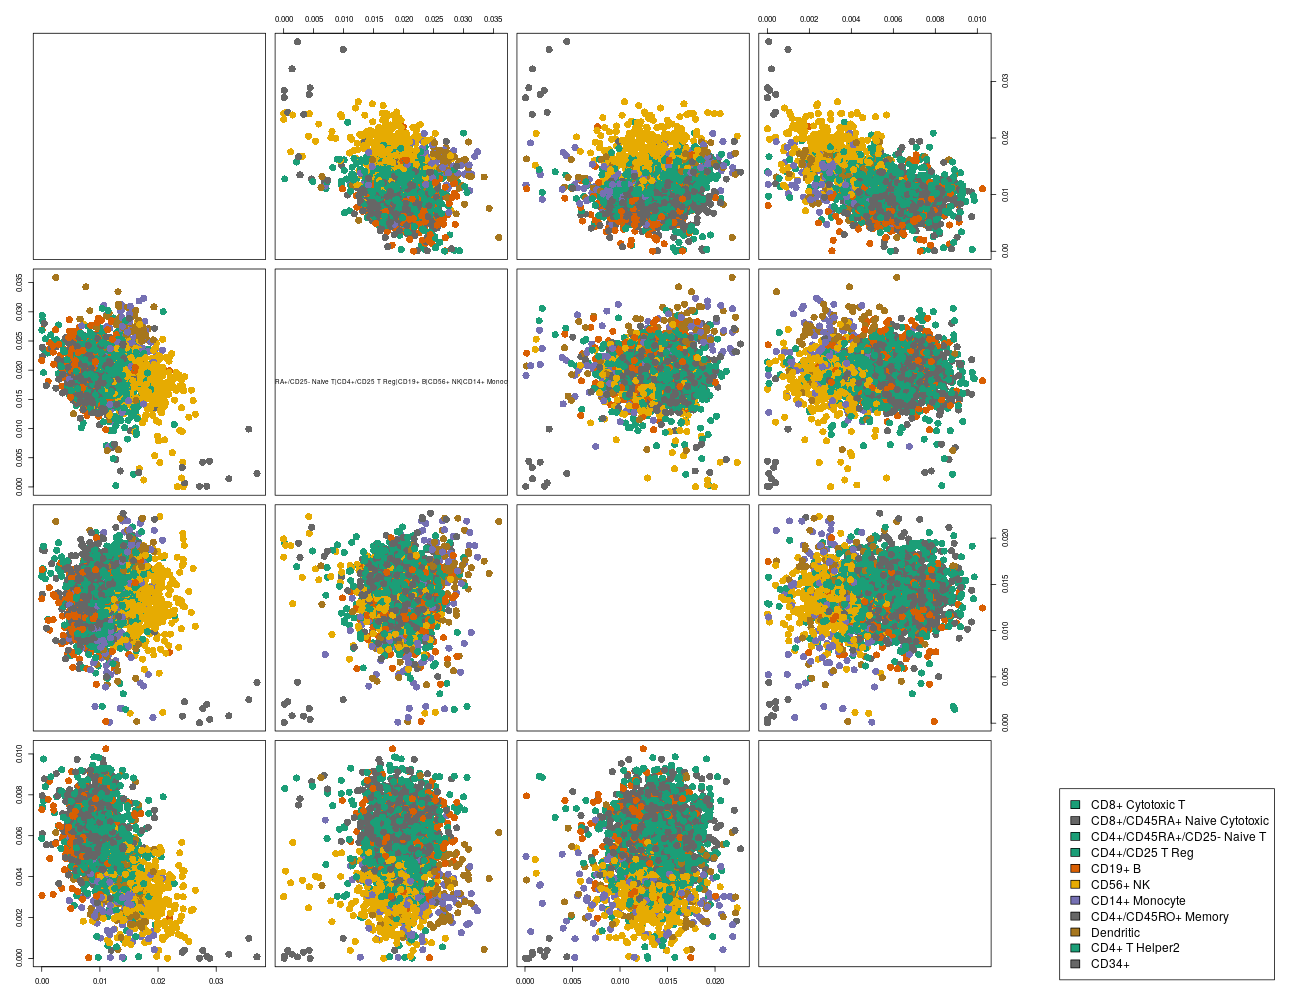 0.000 0.005 0.010 0.015 0.020 0.025 0.030 0.035
0.000 0.002 0.004 0.006 0.008 0.010
0.00 0.01 0.02 0.03
0.000 0.005 0.010 0.015 0.020 0.025 0.030 0.035
RA+/CD25- Naive T|CD4+/CD25 T Reg|CD19+ B|CD56+ NK|CD14+ Monoc
0.000 0.005 0.010 0.015 0.020
0.000 0.002 0.004 0.006 0.008 0.010
0.00 0.01 0.02 0.03
0.000 0.005 0.010 0.015 0.020
CD8+ Cytotoxic T
CD8+/CD45RA+ Naive Cytotoxic
CD4+/CD45RA+/CD25- Naive T
CD4+/CD25 T Reg
CD19+ B
CD56+ NK
CD14+ Monocyte
CD4+/CD45RO+ Memory
Dendritic
CD4+ T Helper2
CD34+